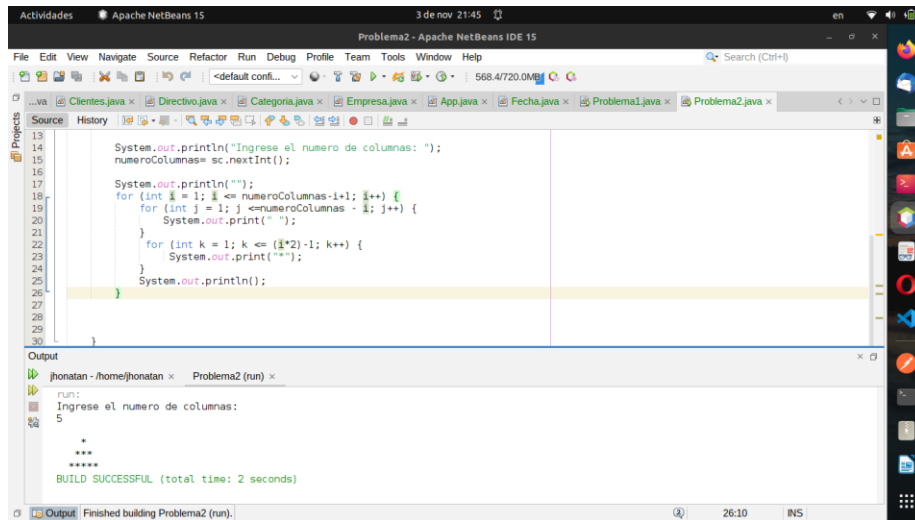 Actividades Apache NetBeans 15 3 de nov 21:45 en
Problema2 - Apache NetBeans IDE 15
File Edit View Navigate Source Refactor Run Debug Profile Team Tools Window Help Search (Ctrl+I)
<default confi... 568.4/720.0MB
...va Clientes.java × Directivo.java × Categoria.java × Empresa.java × App.java × Fecha.java × Problema1.java × Problema2.java ×
Projects
Source History
13
14 System.out.println("Ingrese el numero de columnas: ");
15 numeroColumnas= sc.nextInt();
16
17 System.out.println("");
18 for (int i = 1; i <= numeroColumnas-i+1; i++) {
19 for (int j = 1; j <=numeroColumnas - i; j++) {
20 System.out.print(" ");
21 }
22 for (int k = 1; k <= (i*2)-1; k++) {
23 System.out.print("*");
24 }
25 System.out.println();
26 }
27
28
29
30 }
Output
jhonatan - /home/jhonatan × Problema2 (run) ×
run:
Ingrese el numero de columnas:
5
*
***
*****
BUILD SUCCESSFUL (total time: 2 seconds)
Output Finished building Problema2 (run). 26:10 INS